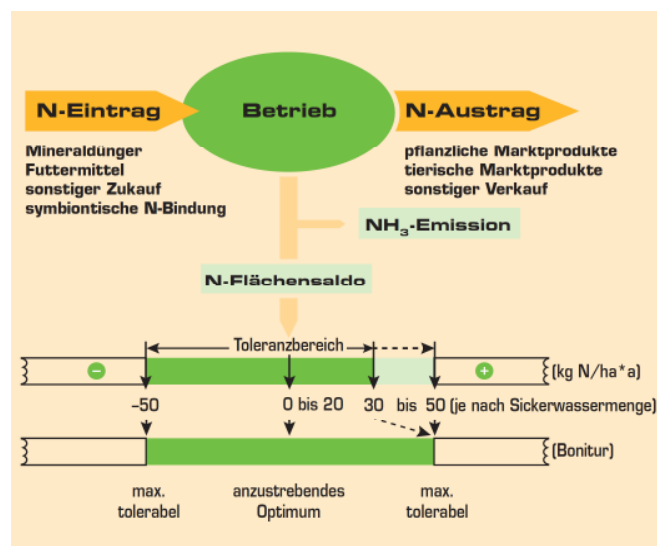 N-Eintrag
Betrieb
N-Austrag
Mineraldünger
Futtermittel
sonstiger Zukauf
symbiontische N-Bindung
pflanzliche Marktprodukte
tierische Marktprodukte
sonstiger Verkauf
NH₃-Emission
N-Flächensaldo
Toleranzbereich
− + (kg N/ha*a)
–50 0 bis 20 30 bis 50 (je nach Sickerwassermenge)
(Bonitur)
max. anzustrebendes max.
tolerabel Optimum tolerabel